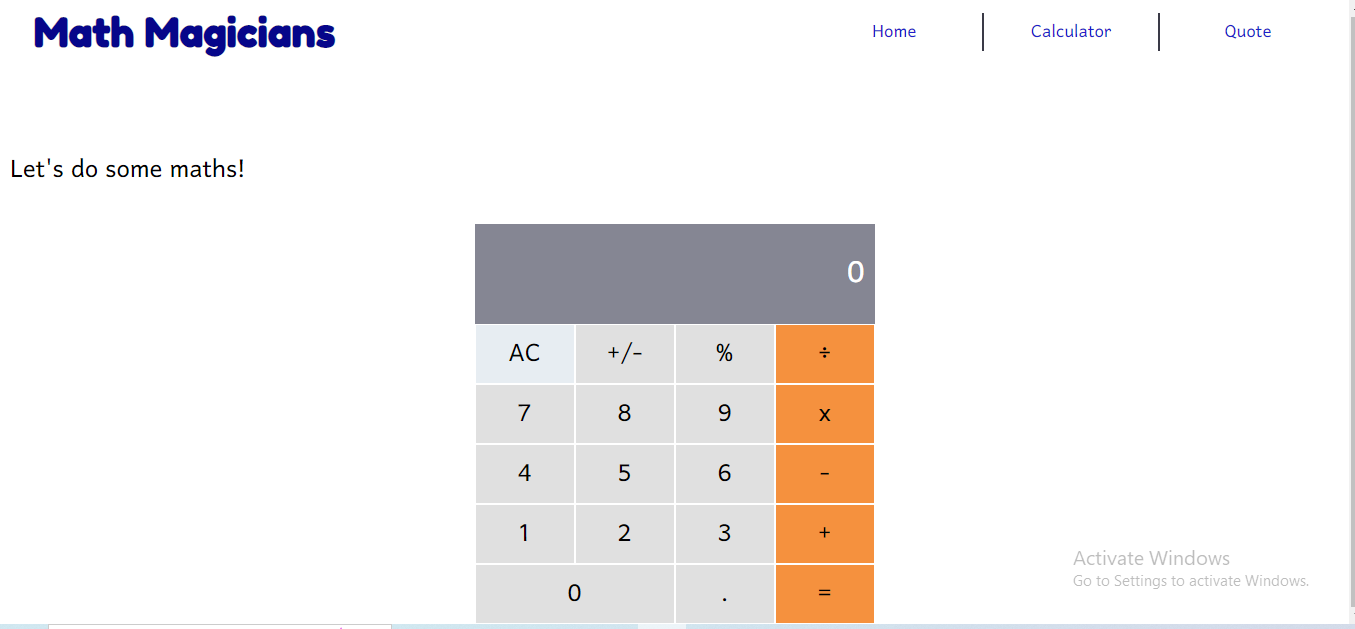 Math Magicians
Home Calculator Quote
Let's do some maths!
0
AC +/- % ÷
7 8 9 x
4 5 6 -
1 2 3 +
0 . =
Activate Windows
Go to Settings to activate Windows.